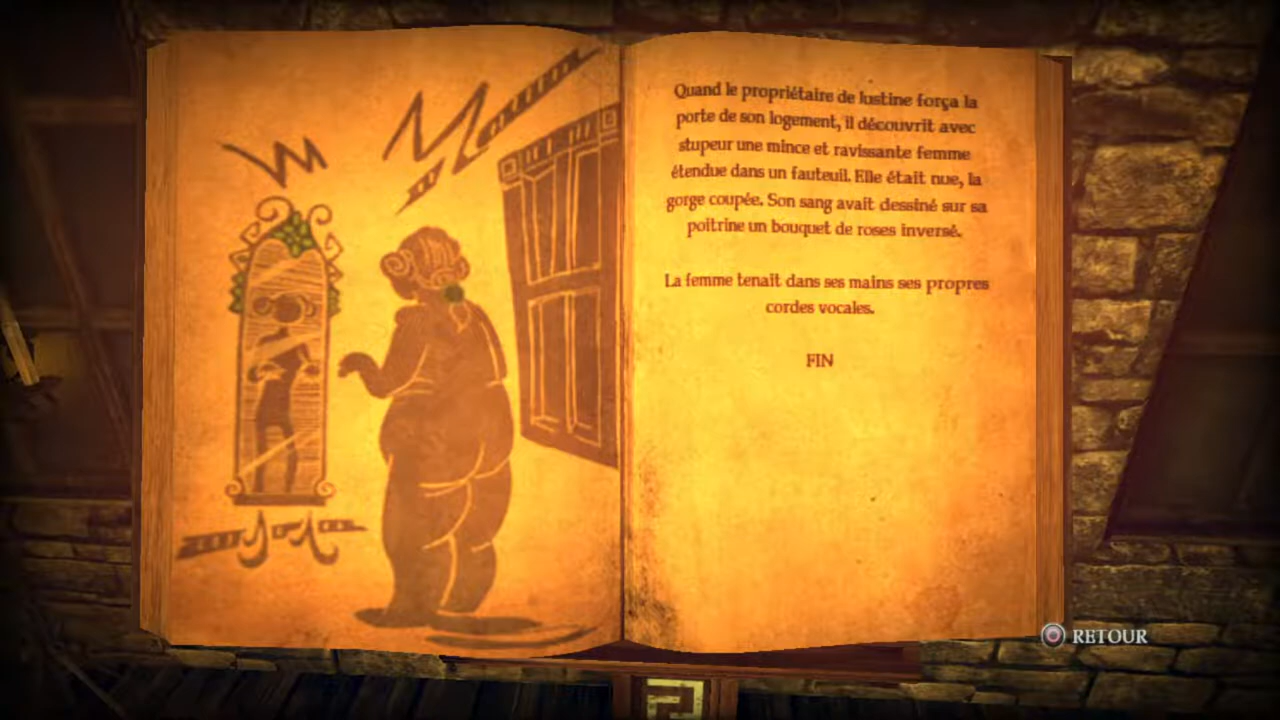 Quand le propriétaire de Justine força la
porte de son logement, il découvrit avec
stupeur une mince et ravissante femme
étendue dans un fauteuil. Elle était nue, la
gorge coupée. Son sang avait dessiné sur sa
poitrine un bouquet de roses inversé.
La femme tenait dans ses mains ses propres
cordes vocales.
FIN
RETOUR